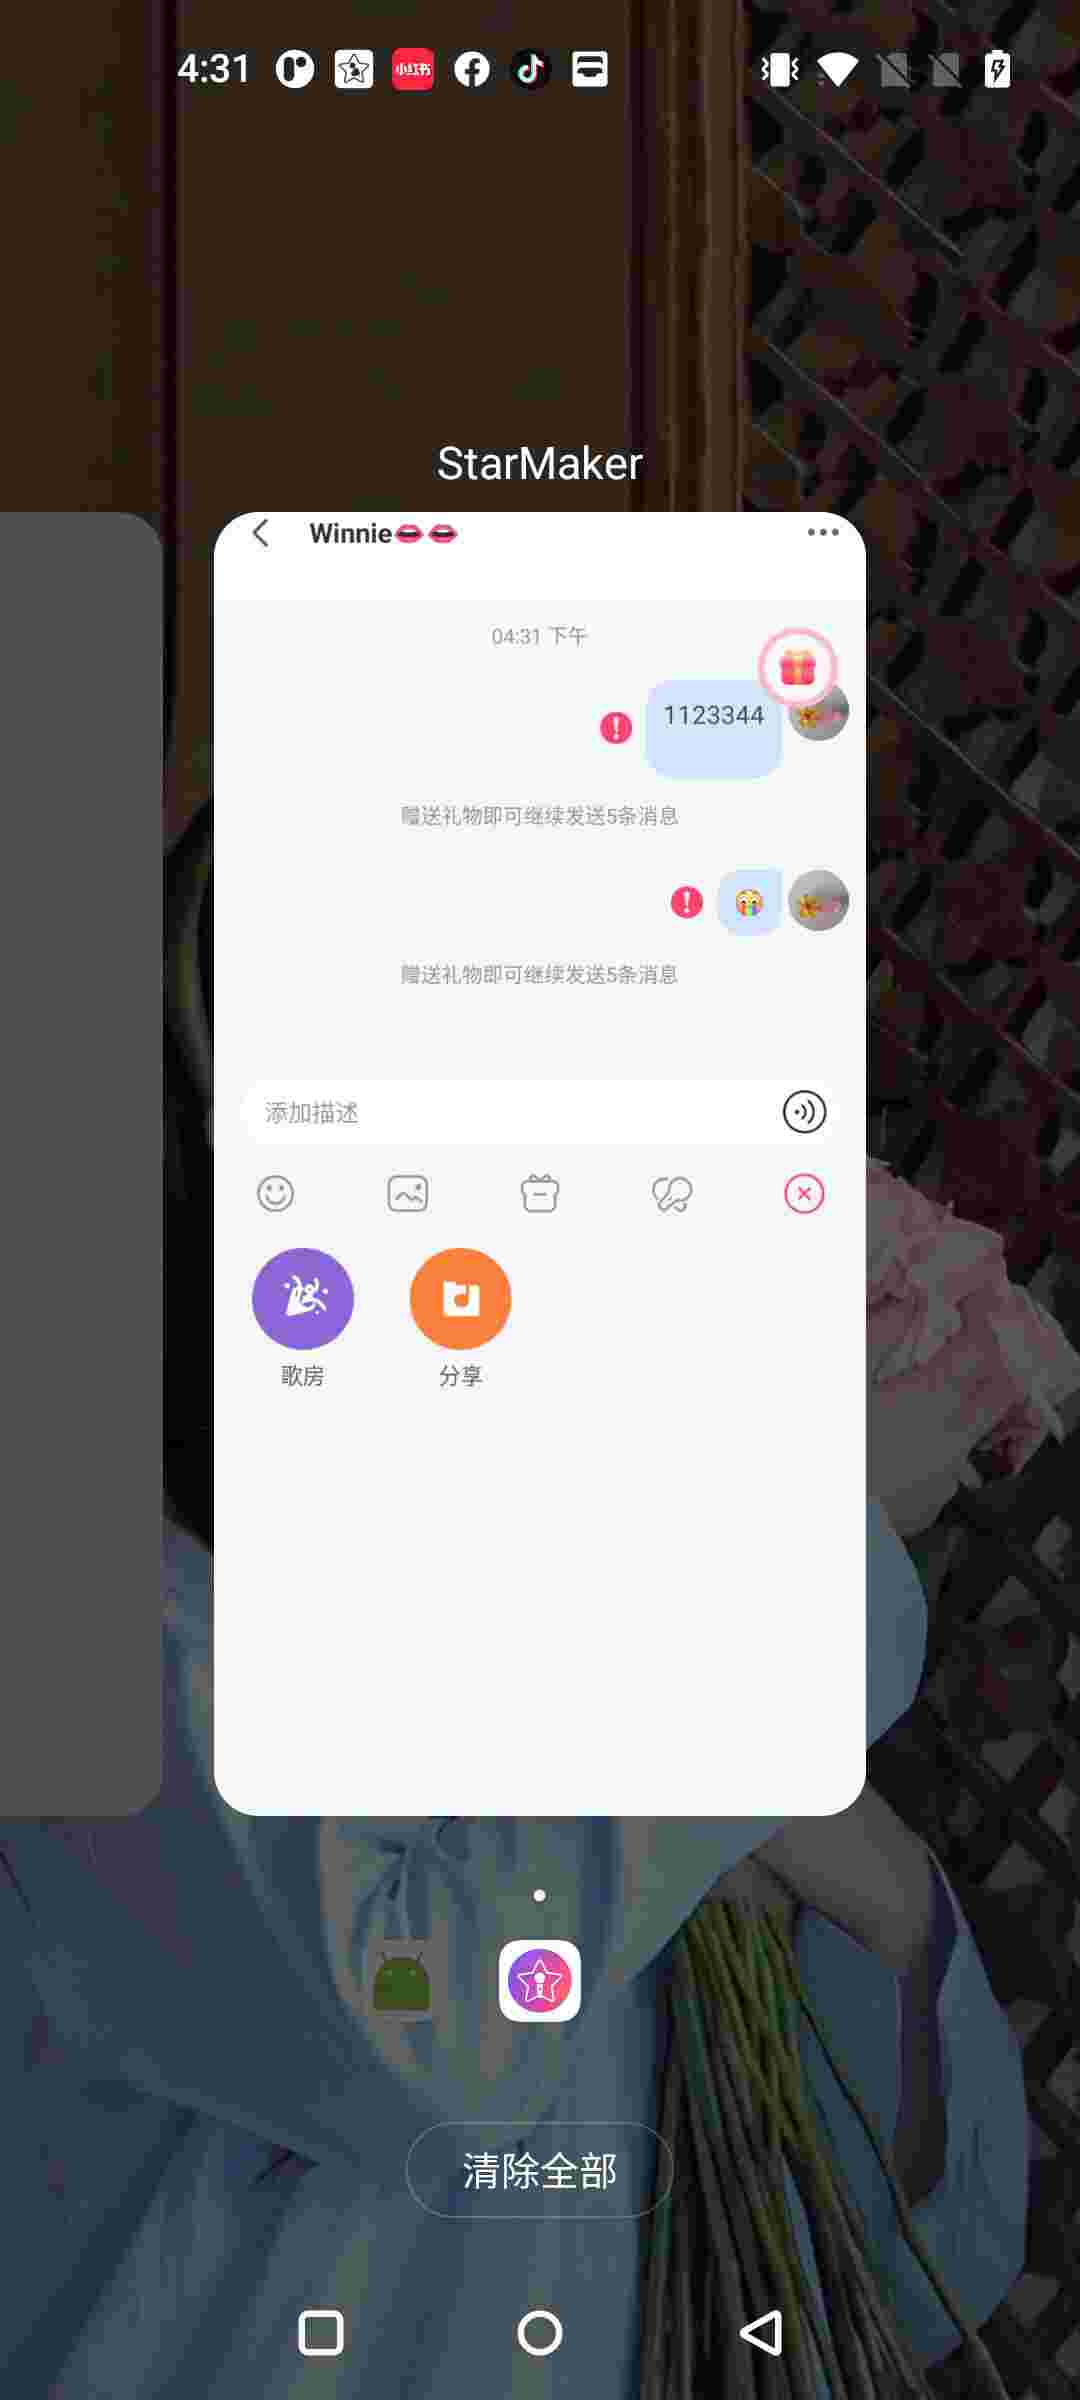 4:31
小红书
StarMaker
Winnie
04:31 下午
1123344
赠送礼物即可继续发送5条消息
赠送礼物即可继续发送5条消息
添加描述
歌房
分享
清除全部